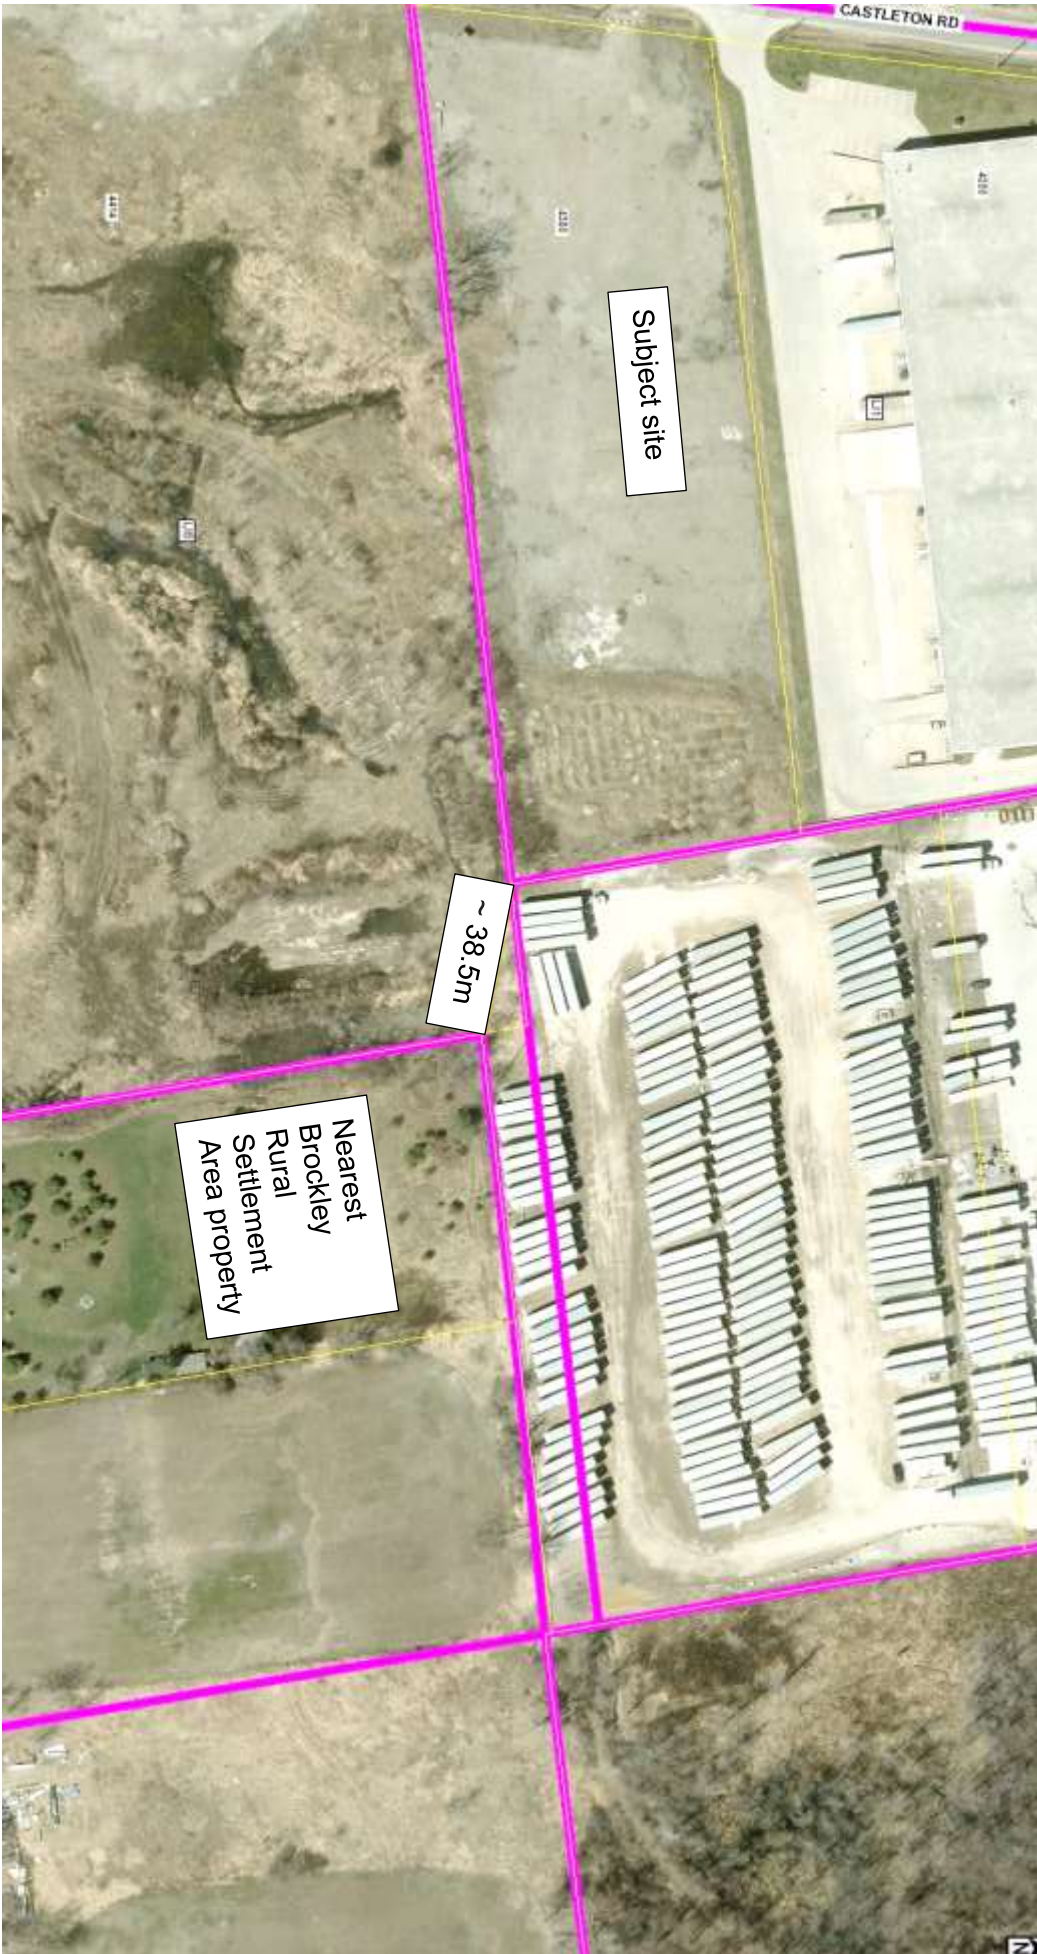 CASTLETON RD
Subject site
~ 38.5m
Nearest
Brockley
Rural
Settlement
Area property